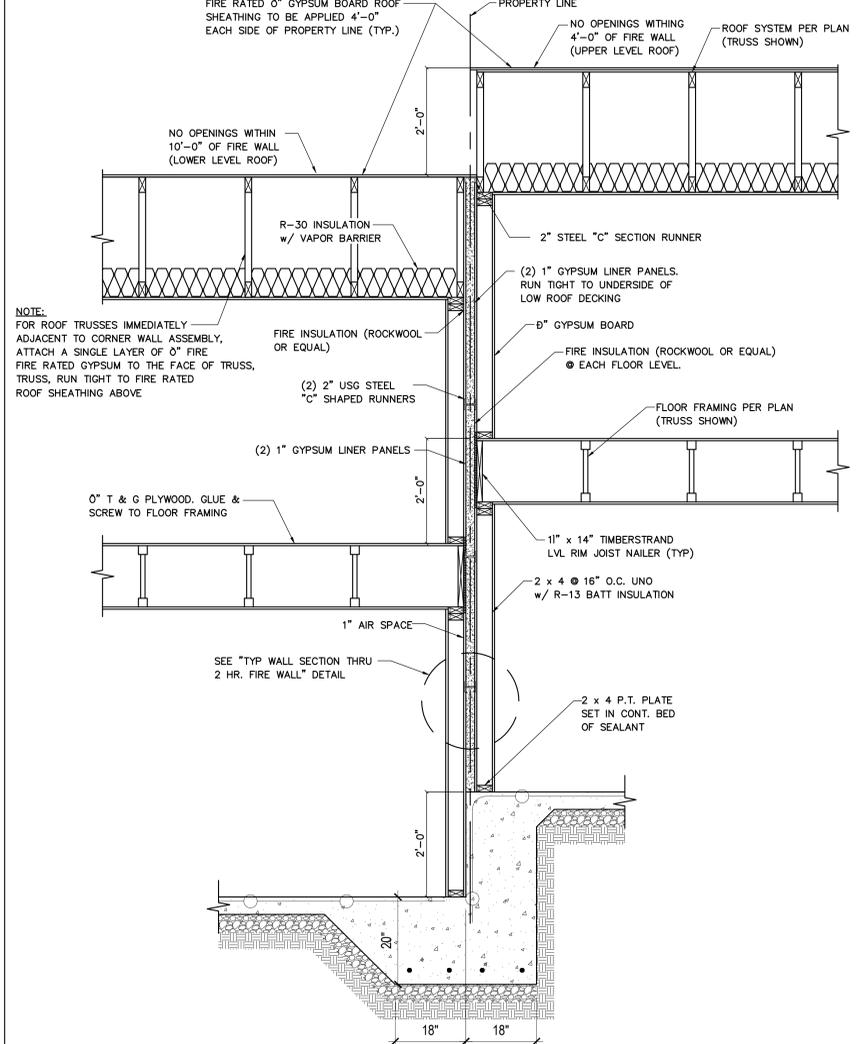 FIRE RATED Ö" GYPSUM BOARD ROOF
SHEATHING TO BE APPLIED 4'-0"
EACH SIDE OF PROPERTY LINE (TYP.)
PROPERTY LINE
NO OPENINGS WITHING
4'-0" OF FIRE WALL
(UPPER LEVEL ROOF)
ROOF SYSTEM PER PLAN
(TRUSS SHOWN)
2'-0"
NO OPENINGS WITHIN
10'-0" OF FIRE WALL
(LOWER LEVEL ROOF)
R-30 INSULATION
w/ VAPOR BARRIER
2" STEEL "C" SECTION RUNNER
(2) 1" GYPSUM LINER PANELS.
RUN TIGHT TO UNDERSIDE OF
LOW ROOF DECKING
NOTE:
FOR ROOF TRUSSES IMMEDIATELY
ADJACENT TO CORNER WALL ASSEMBLY,
ATTACH A SINGLE LAYER OF Ö" FIRE
FIRE RATED GYPSUM TO THE FACE OF TRUSS,
TRUSS, RUN TIGHT TO FIRE RATED
ROOF SHEATHING ABOVE
FIRE INSULATION (ROCKWOOL
OR EQUAL)
Ð" GYPSUM BOARD
FIRE INSULATION (ROCKWOOL OR EQUAL)
@ EACH FLOOR LEVEL.
(2) 2" USG STEEL
"C" SHAPED RUNNERS
FLOOR FRAMING PER PLAN
(TRUSS SHOWN)
(2) 1" GYPSUM LINER PANELS
2'-0"
Ö" T & G PLYWOOD. GLUE &
SCREW TO FLOOR FRAMING
1Î" x 14" TIMBERSTRAND
LVL RIM JOIST NAILER (TYP)
2 x 4 @ 16" O.C. UNO
w/ R-13 BATT INSULATION
1" AIR SPACE
SEE "TYP WALL SECTION THRU
2 HR. FIRE WALL" DETAIL
2 x 4 P.T. PLATE
SET IN CONT. BED
OF SEALANT
2'-0"
20"
18"
18"